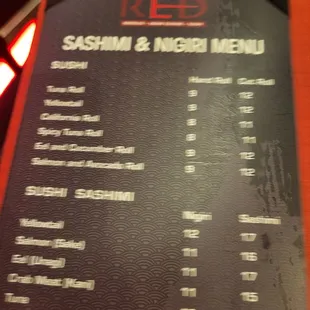 RED
SASHIMI & NIGIRI MENU
SUSHI Hand Roll Cut Roll
Tuna Roll 9 12
Yellowtail 9 12
California Roll 8 11
Spicy Tuna Roll 8 11
Eel and Cucumber Roll 9 12
Salmon and Avocado Roll 9 12
SUSHI SASHIMI Nigiri Sashimi
Yellowtail 12 17
Salmon (Sake) 11 16
Eel (Unagi) 11 17
Crab Meat (Kani) 11 15
Tuna